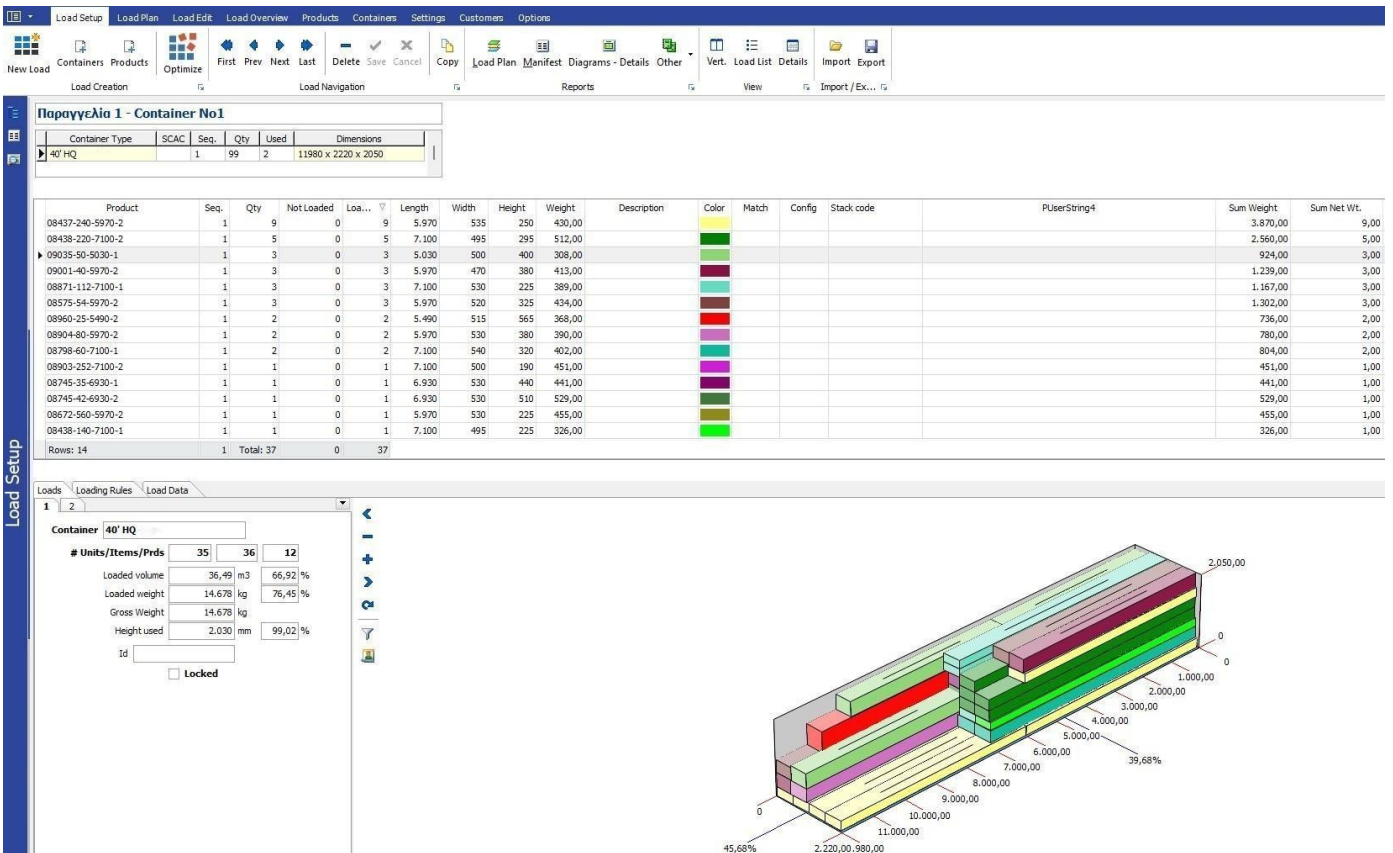 Load Setup Load Plan Load Edit Load Overview Products Containers Settings Customers Options
New Load Containers Products Optimize First Prev Next Last Delete Save Cancel Copy Load Plan Manifest Diagrams - Details Other Vert. Load List Details Import Export
Load Creation Load Navigation Reports View Import / Ex...
Παραγγελία 1 - Container No1
Container Type SCAC Seq. Qty Used Dimensions
40' HQ 1 99 2 11980 x 2220 x 2050
Product Seq. Qty Not Loaded Loa... Length Width Height Weight Description Color Match Config Stack code PUserString4 Sum Weight Sum Net Wt.
08437-240-5970-2 1 9 0 9 5.970 535 250 430,00 3.870,00 9,00
08438-220-7100-2 1 5 0 5 7.100 495 295 512,00 2.560,00 5,00
09035-50-5030-1 1 3 0 3 5.030 500 400 308,00 924,00 3,00
09001-40-5970-2 1 3 0 3 5.970 470 380 413,00 1.239,00 3,00
08871-112-7100-1 1 3 0 3 7.100 530 225 389,00 1.167,00 3,00
08575-54-5970-2 1 3 0 3 5.970 520 325 434,00 1.302,00 3,00
08960-25-5490-2 1 2 0 2 5.490 515 565 368,00 736,00 2,00
08904-80-5970-2 1 2 0 2 5.970 530 380 390,00 780,00 2,00
08798-60-7100-1 1 2 0 2 7.100 540 320 402,00 804,00 2,00
08903-252-7100-2 1 1 0 1 7.100 500 190 451,00 451,00 1,00
08745-35-6930-1 1 1 0 1 6.930 530 440 441,00 441,00 1,00
08745-42-6930-2 1 1 0 1 6.930 530 510 529,00 529,00 1,00
08672-560-5970-2 1 1 0 1 5.970 530 225 455,00 455,00 1,00
08438-140-7100-1 1 1 0 1 7.100 495 225 326,00 326,00 1,00
Rows: 14 1 Total: 37 0 37
Load Setup
Loads Loading Rules Load Data
1 2
Container 40' HQ
# Units/Items/Prds 35 36 12
Loaded volume 36,49 m3 66,92 %
Loaded weight 14.678 kg 76,45 %
Gross Weight 14.678 kg
Height used 2.030 mm 99,02 %
Id
Locked
2.050,00
0
0
1.000,00
2.000,00
3.000,00
4.000,00
5.000,00
6.000,00
39,68%
7.000,00
8.000,00
9.000,00
0
10.000,00
11.000,00
45,68% 2.220,00.980,00